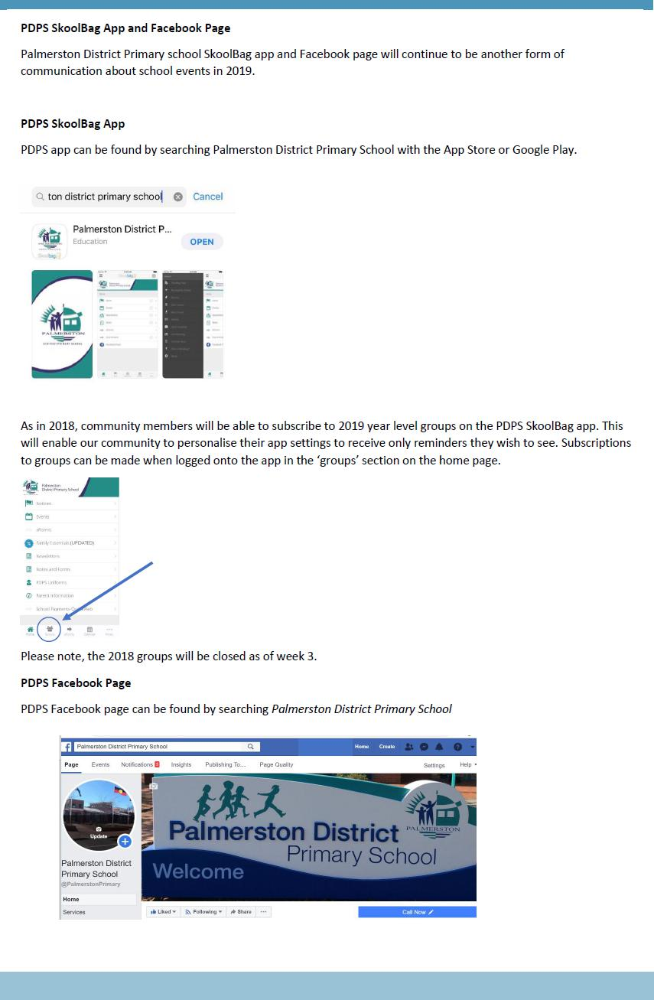 PDPS SkoolBag App and Facebook Page
Palmerston District Primary school SkoolBag app and Facebook page will continue to be another form of
communication about school events in 2019.
PDPS SkoolBag App
PDPS app can be found by searching Palmerston District Primary School with the App Store or Google Play.
ton district primary school
Cancel
Palmerston District P...
Education
OPEN
PALMERSTON
DISTRICT PRIMARY SCHOOL
As in 2018, community members will be able to subscribe to 2019 year level groups on the PDPS SkoolBag app. This
will enable our community to personalise their app settings to receive only reminders they wish to see. Subscriptions
to groups can be made when logged onto the app in the ‘groups’ section on the home page.
Palmerston
District Primary School
Notices
Events
eForms
Family Essentials (UPDATED)
Newsletters
Notes and Forms
PDPS Uniforms
Parent Information
School Payments-
Home
Groups
eForms
Please note, the 2018 groups will be closed as of week 3.
PDPS Facebook Page
PDPS Facebook page can be found by searching Palmerston District Primary School
Palmerston District Primary School
Home Create
Page Events Notifications 3 Insights Publishing To... Page Quality Settings Help
Update
Palmerston District
Primary School
@PalmerstonPrimary
Home
Services
Palmerston District
Primary School
Welcome
PALMERSTON
Liked Following Share ...
Call Now